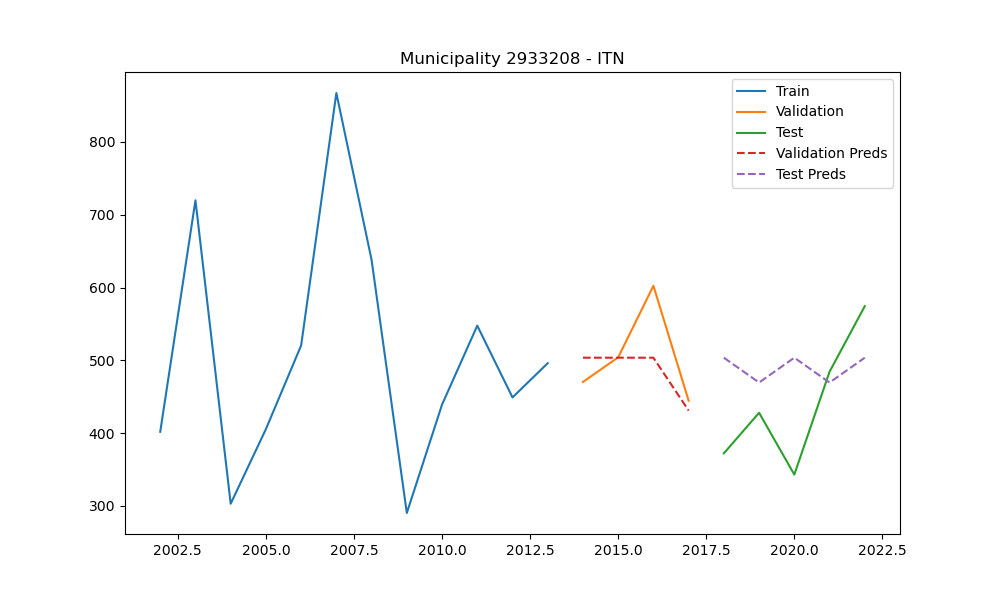 Municipality 2933208 - ITN
Train
Validation
Test
Validation Preds
Test Preds
800
700
600
500
400
300
2002.5 2005.0 2007.5 2010.0 2012.5 2015.0 2017.5 2020.0 2022.5